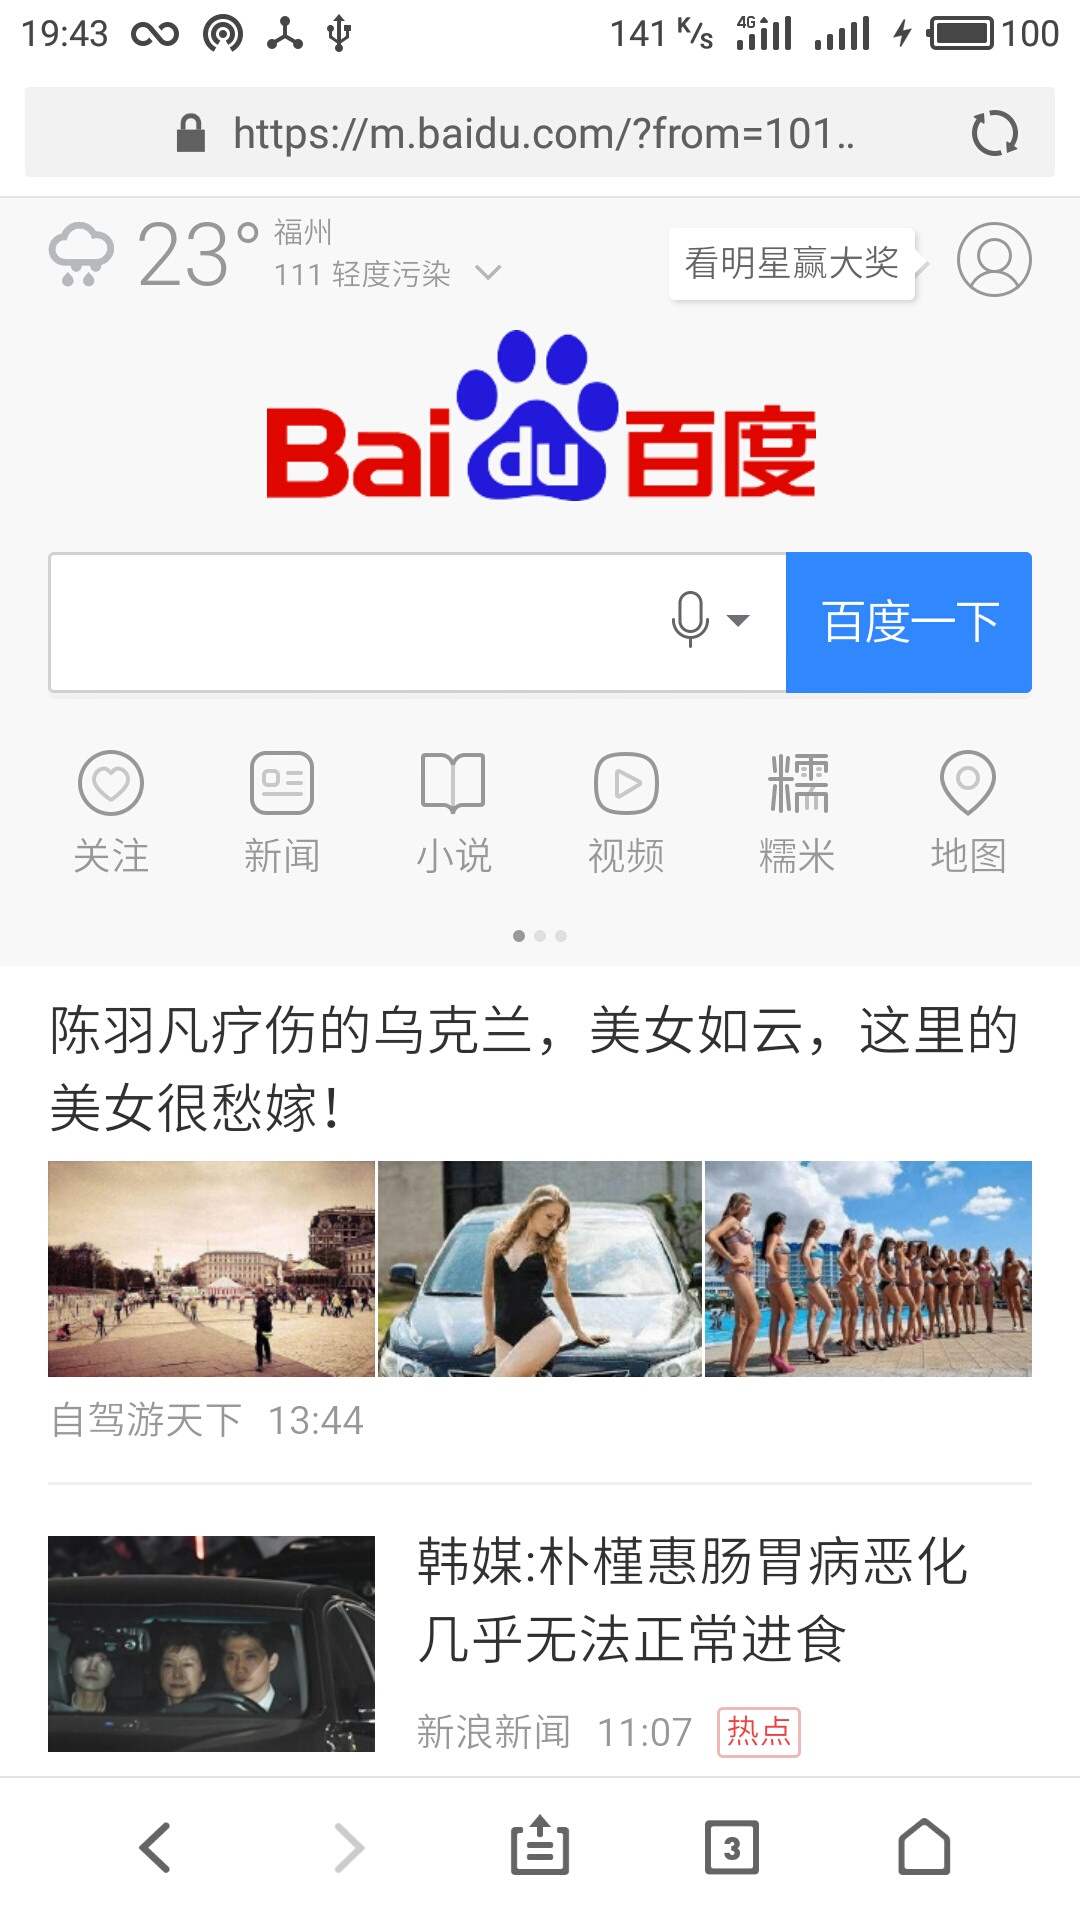 19:43 141 K/s 4G 100
https://m.baidu.com/?from=101..
23° 福州
111 轻度污染
看明星赢大奖
Bai du 百度
百度一下
糯
关注 新闻 小说 视频 糯米 地图
陈羽凡疗伤的乌克兰，美女如云，这里的
美女很愁嫁！
自驾游天下 13:44
韩媒:朴槿惠肠胃病恶化
几乎无法正常进食
新浪新闻 11:07 热点
3